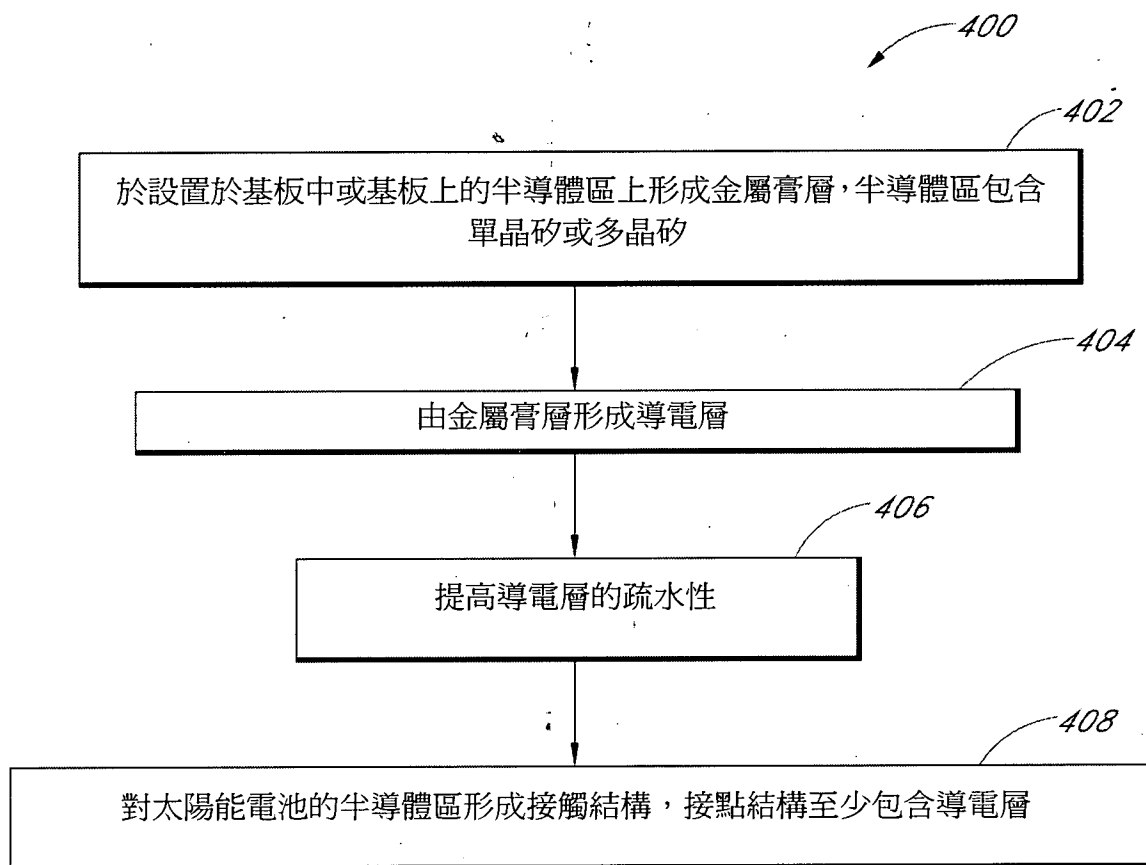 400
402
於設置於基板中或基板上的半導體區上形成金屬膏層,半導體區包含
單晶矽或多晶矽
404
由金屬膏層形成導電層
406
提高導電層的疏水性
408
對太陽能電池的半導體區形成接觸結構，接點結構至少包含導電層